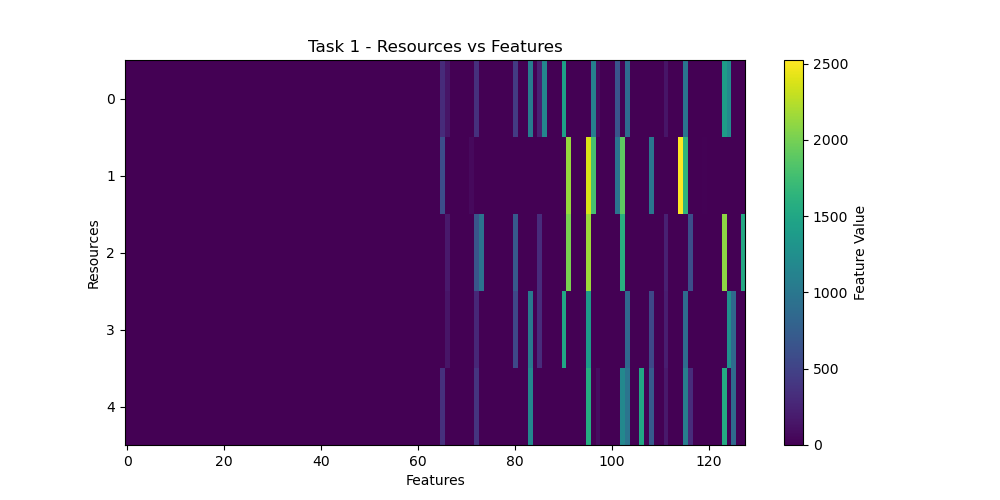 Task 1 - Resources vs Features
Resources
0
1
2
3
4
0 20 40 60 80 100 120
Features
2500
2000
1500
1000
500
0
Feature Value